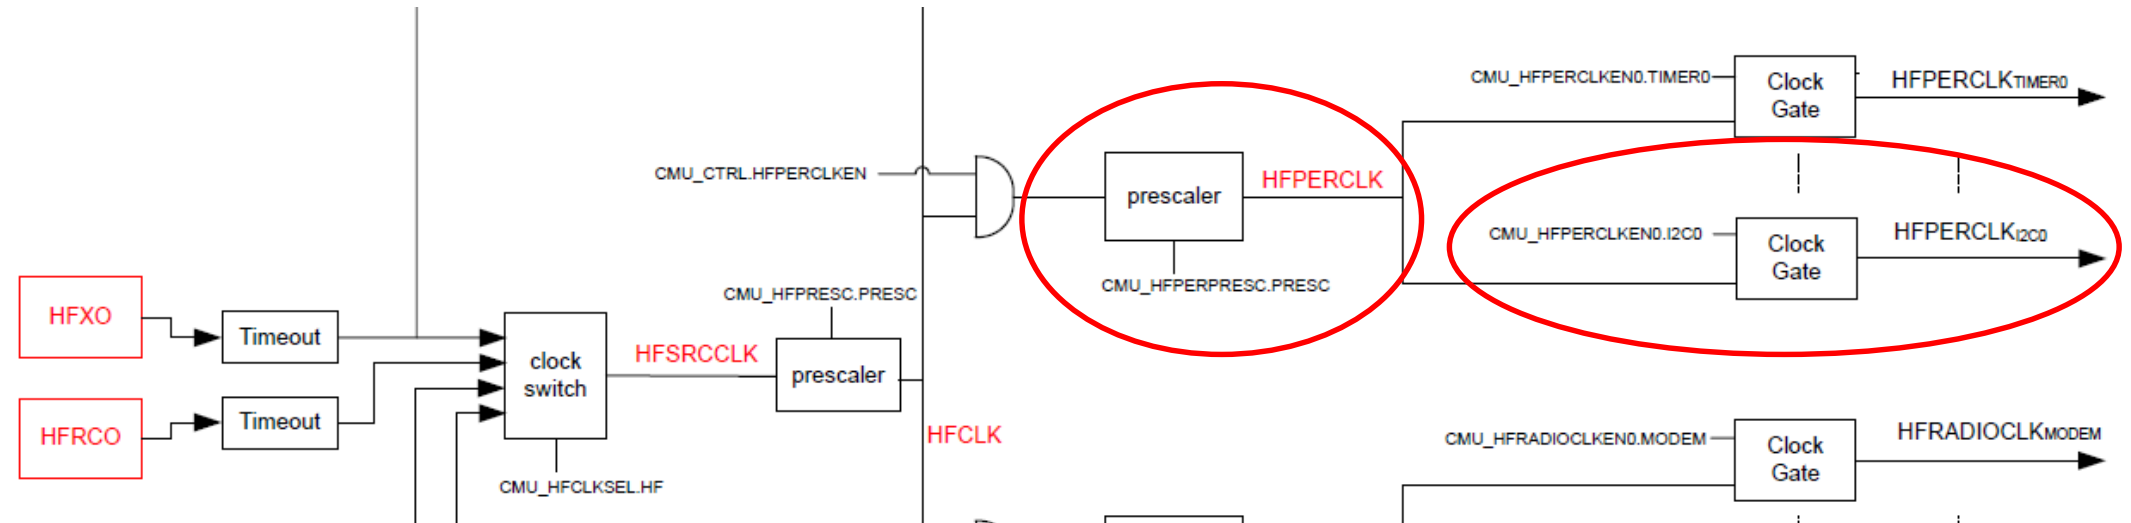 CMU_HFPERCLKEN0.TIMER0
Clock
Gate
HFPERCLKTIMER0
CMU_CTRL.HFPERCLKEN
prescaler
HFPERCLK
CMU_HFPERPRESC.PRESC
CMU_HFPERCLKEN0.I2C0
Clock
Gate
HFPERCLKI2C0
HFXO
Timeout
CMU_HFPRESC.PRESC
clock
switch
HFSRCCLK
prescaler
HFRCO
Timeout
HFCLK
CMU_HFCLKSEL.HF
CMU_HFRADIOCLKEN0.MODEM
Clock
Gate
HFRADIOCLKMODEM